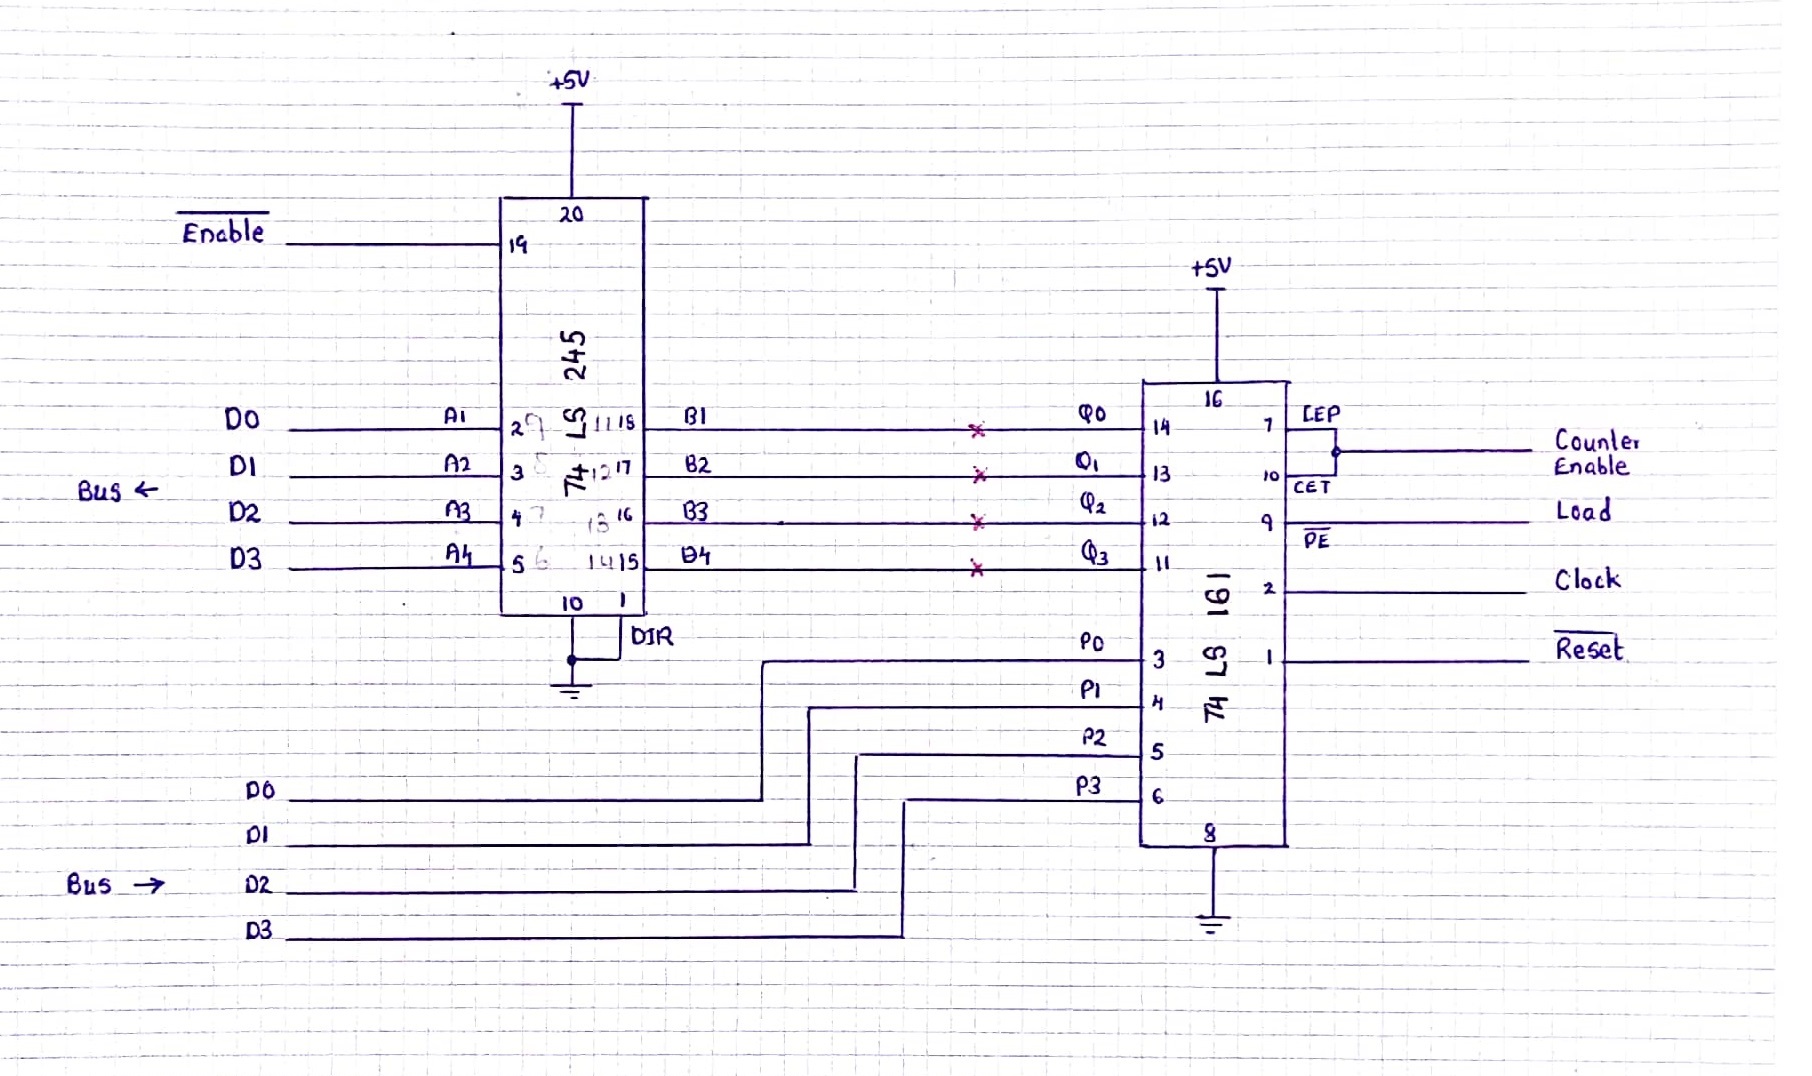 +5V
Enable
20
19
+5V
74 LS 245
D0 A1 2 9 11 18 B1 Q0 14
16
7 CEP
Counter
Enable
D1 A2 3 8 12 17 B2 Q1 13
10 CET
Bus ←
D2 A3 4 7 13 16 B3 Q2 12
9 PE Load
D3 A4 5 6 14 15 B4 Q3 11
2 Clock
10 1
DIR
74 LS 161
P0 3
1 Reset
P1 4
P2 5
P3 6
D0
D1
8
Bus → D2
D3